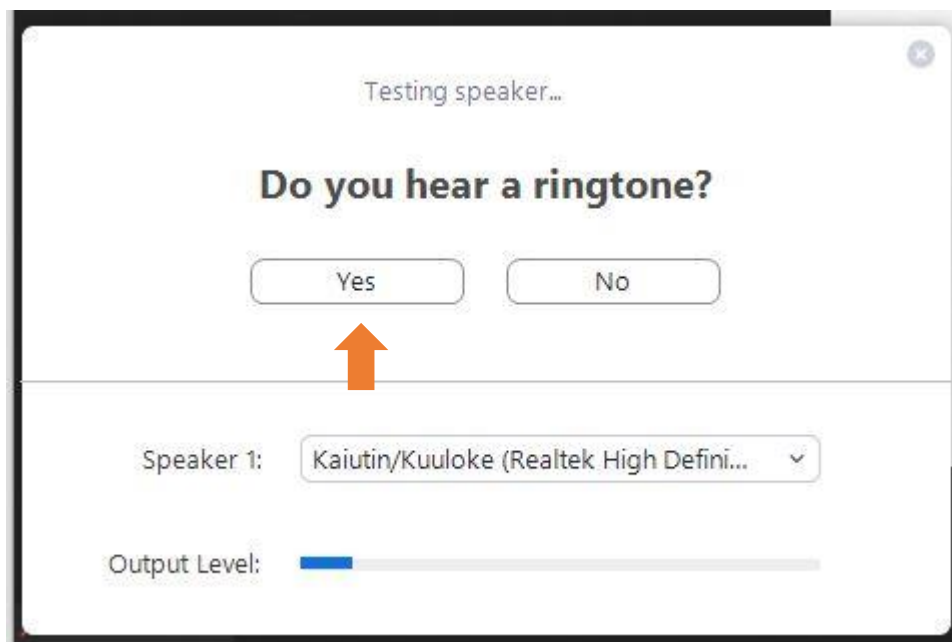 Testing speaker...
Do you hear a ringtone?
Yes No
Speaker 1: Kaiutin/Kuuloke (Realtek High Defini...
Output Level: